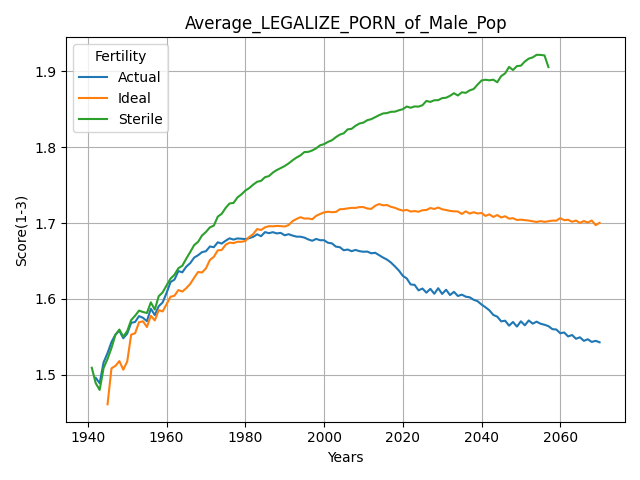 Average_LEGALIZE_PORN_of_Male_Pop
Fertility
Actual
Ideal
Sterile
Score(1-3)
1.9
1.8
1.7
1.6
1.5
1940 1960 1980 2000 2020 2040 2060
Years